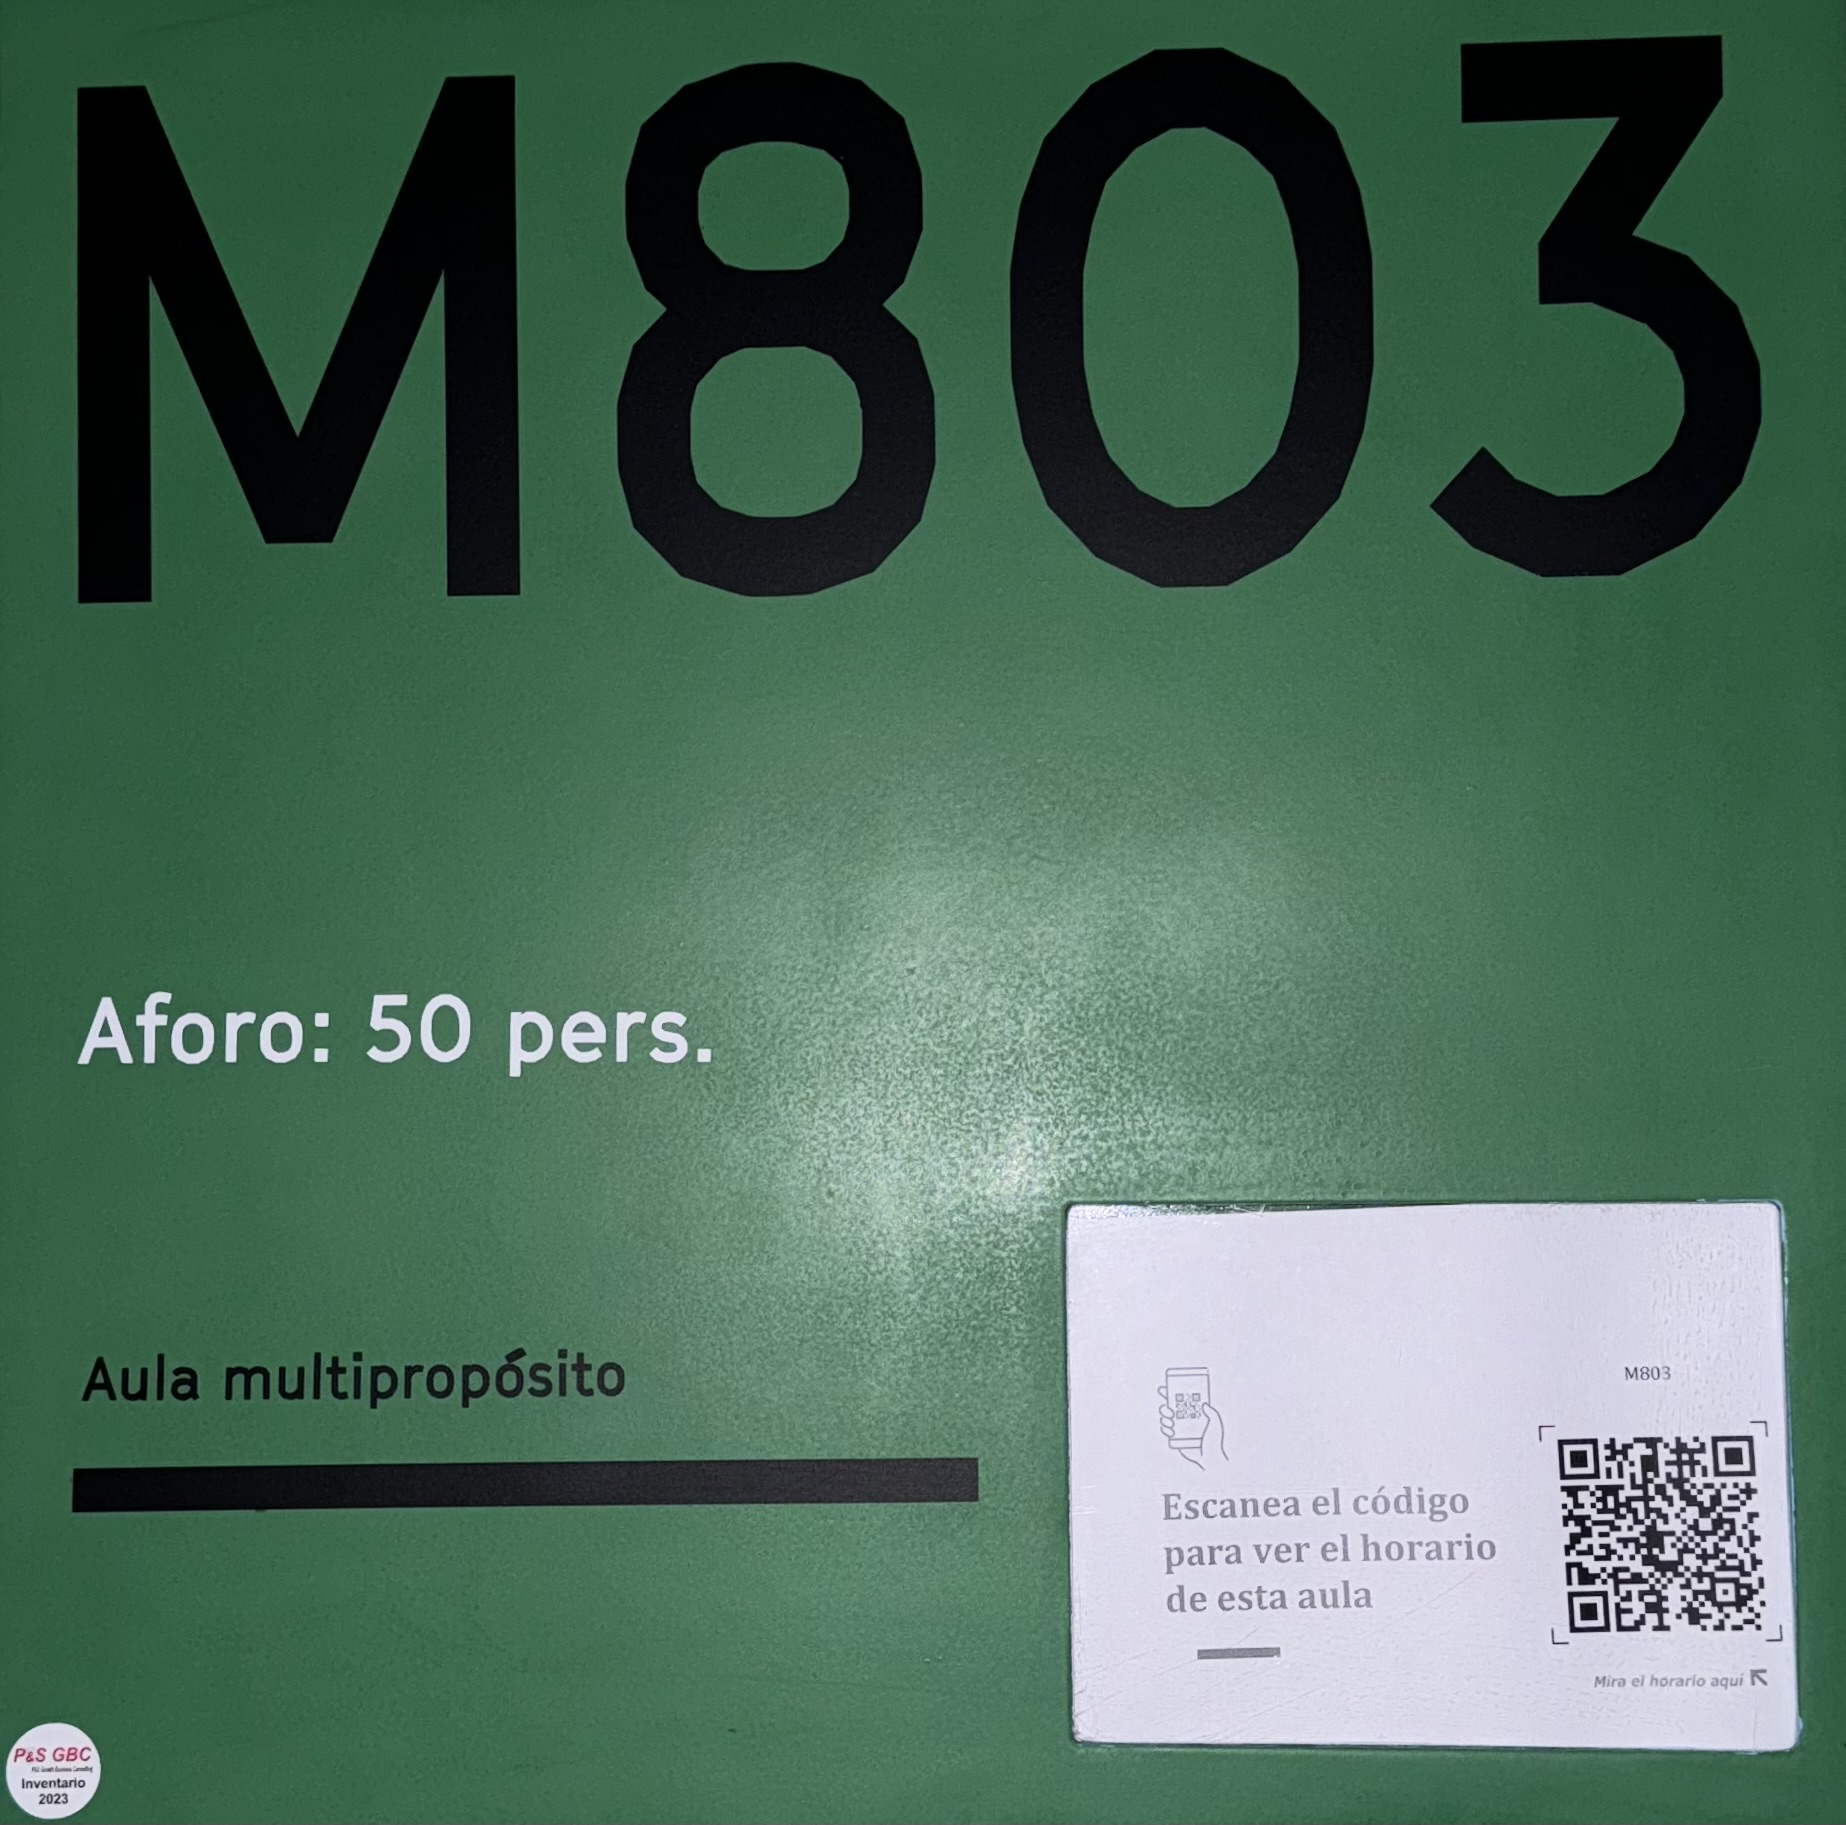 M803
Aforo: 50 pers.
Aula multipropósito
M803
Escanea el código
para ver el horario
de esta aula
Mira el horario aquí
P&S GBC
Inventario
2023